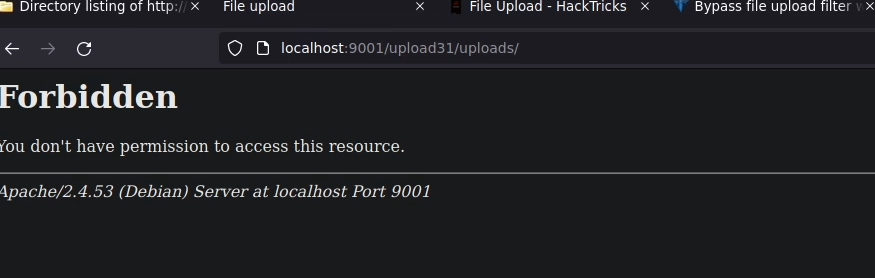 Directory listing of http:/
File upload
File Upload - HackTricks
Bypass file upload filter w
localhost:9001/upload31/uploads/
Forbidden
You don't have permission to access this resource.
Apache/2.4.53 (Debian) Server at localhost Port 9001